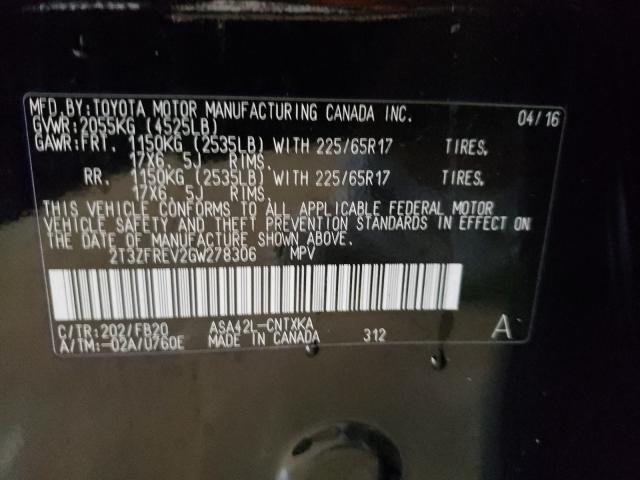 MFD.BY:TOYOTA MOTOR MANUFACTURING CANADA INC. 04/16
GVWR:2055KG (4525LB)
GAWR:FRT. 1150KG (2535LB) WITH 225/65R17 TIRES,
17X6. 5J RIMS
RR. 1150KG (2535LB) WITH 225/65R17 TIRES,
17X6. 5J RIMS
THIS VEHICLE CONFORMS TO ALL APPLICABLE FEDERAL MOTOR
VEHICLE SAFETY AND THEFT PREVENTION STANDARDS IN EFFECT ON
THE DATE OF MANUFACTURE SHOWN ABOVE.
2T3ZFREV2GW278306 MPV
C/TR:202/FB20 ASA42L-CNTXKA A
A/TM:-02A/U760E MADE IN CANADA 312